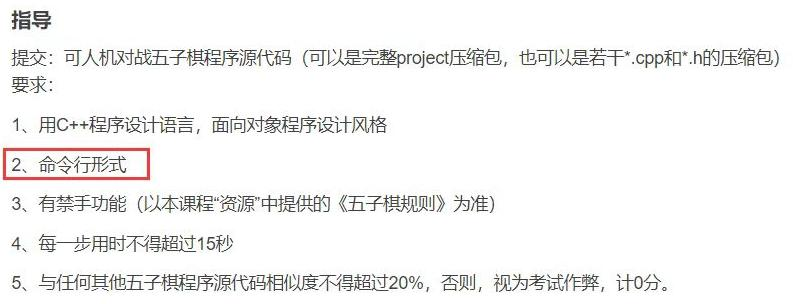 指导
提交：可人机对战五子棋程序源代码（可以是完整project压缩包，也可以是若干*.cpp和*.h的压缩包）
要求：
1、用C++程序设计语言，面向对象程序设计风格
2、命令行形式
3、有禁手功能（以本课程“资源”中提供的《五子棋规则》为准）
4、每一步用时不得超过15秒
5、与任何其他五子棋程序源代码相似度不得超过20%，否则，视为考试作弊，计0分。